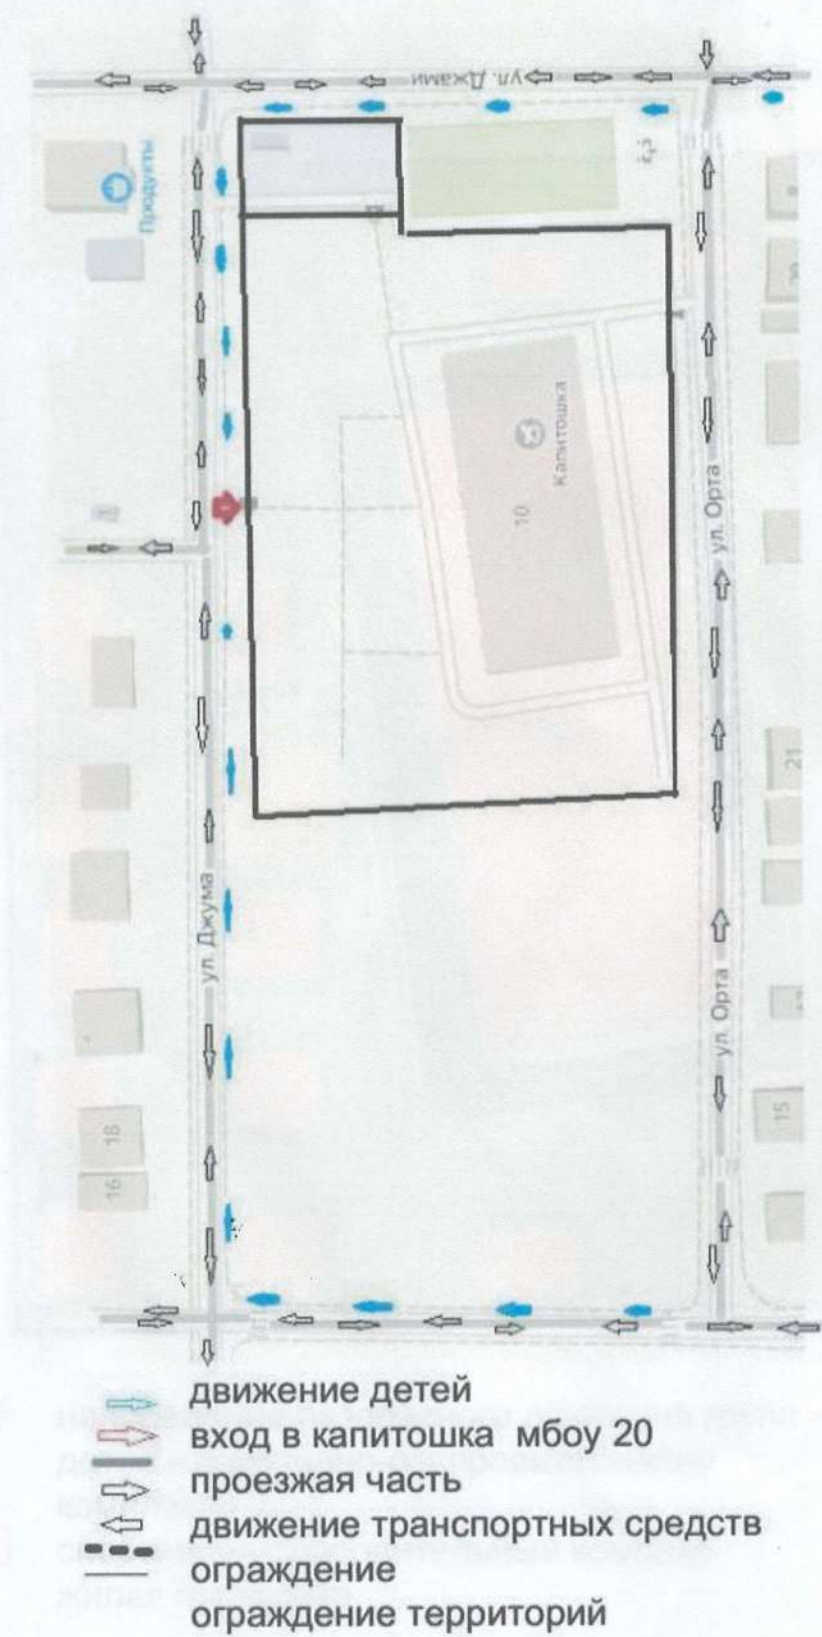 ул. Джами
Продукты
Капитошка
10
ул. Орта
21
ул. Джума
ул. Орта
15
18
16
движение детей
вход в капитошка мбоу 20
проезжая часть
движение транспортных средств
ограждение
ограждение территорий